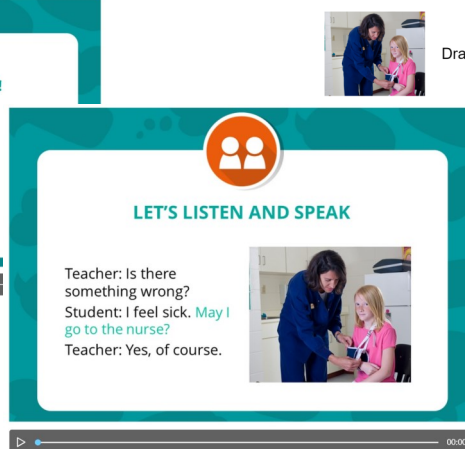 !
Dra
LET'S LISTEN AND SPEAK
Teacher: Is there
something wrong?
Student: I feel sick. May I
go to the nurse?
Teacher: Yes, of course.
00:00